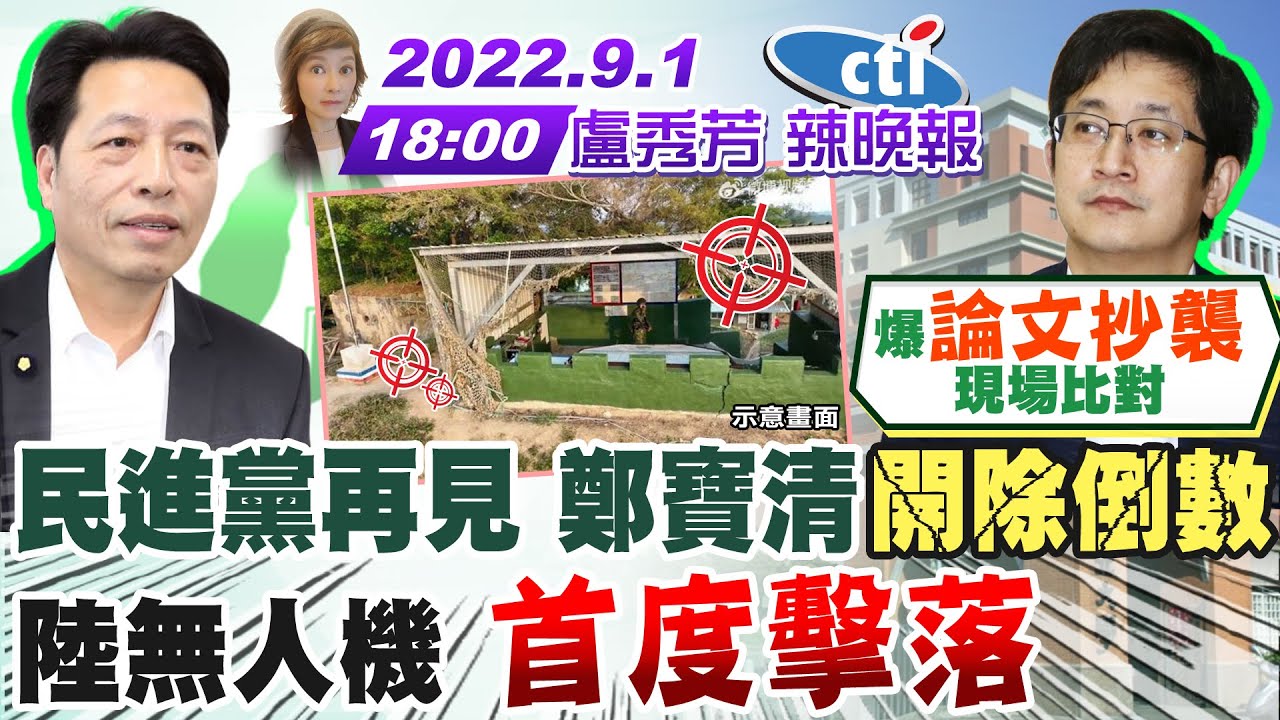 2022.9.1
cti
18:00 盧秀芳 辣晚報
爆論文抄襲
現場比對
示意畫面
民進黨再見 鄭寶清開除倒數
陸無人機 首度擊落